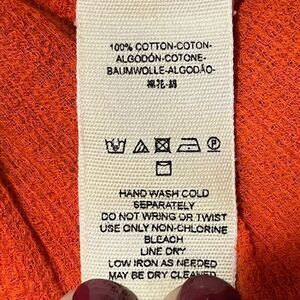 100% COTTON-COTON-
ALGODÓN-COTONE-
BAUMWOLLE-ALGODÃO-
棉花-綿
HAND WASH COLD
SEPARATELY
DO NOT WRING OR TWIST
USE ONLY NON-CHLORINE
BLEACH
LINE DRY
LOW IRON AS NEEDED
MAY BE DRY CLEANED